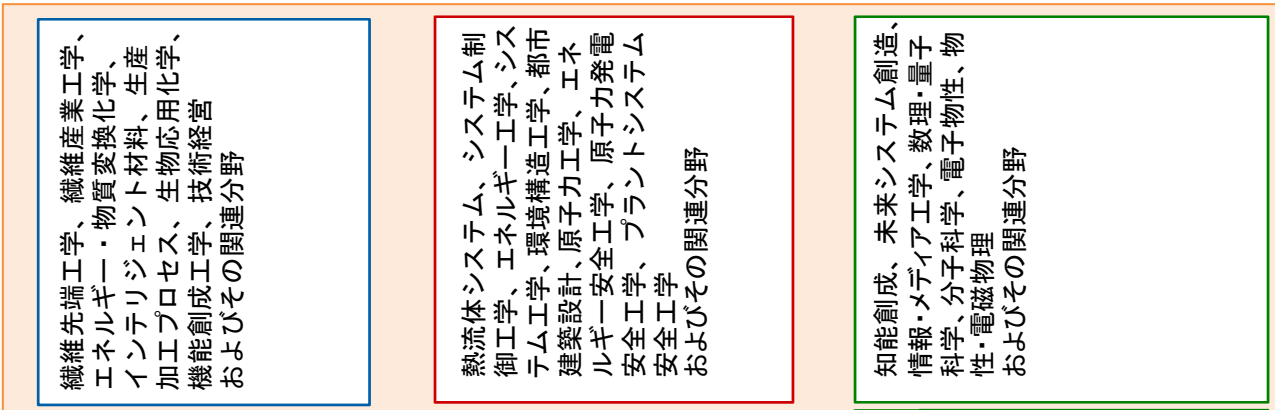 繊維先端工学、繊維産業工学、
エネルギー・物質変換化学、
インテリジェント材料、生産
加工プロセス、生物応用化学、
機能創成工学、技術経営
およびその関連分野
熱流体システム、システム制
御工学、エネルギー工学、シス
テム工学、環境構造工学、都市
建築設計、原子力工学、エネ
ルギー安全工学、原子力発電
安全工学、プラントシステム
安全工学
およびその関連分野
知能創成、未来システム創造、
情報・メディア工学、数理・量子
科学、分子科学、電子物性、物
性・電磁物理
およびその関連分野